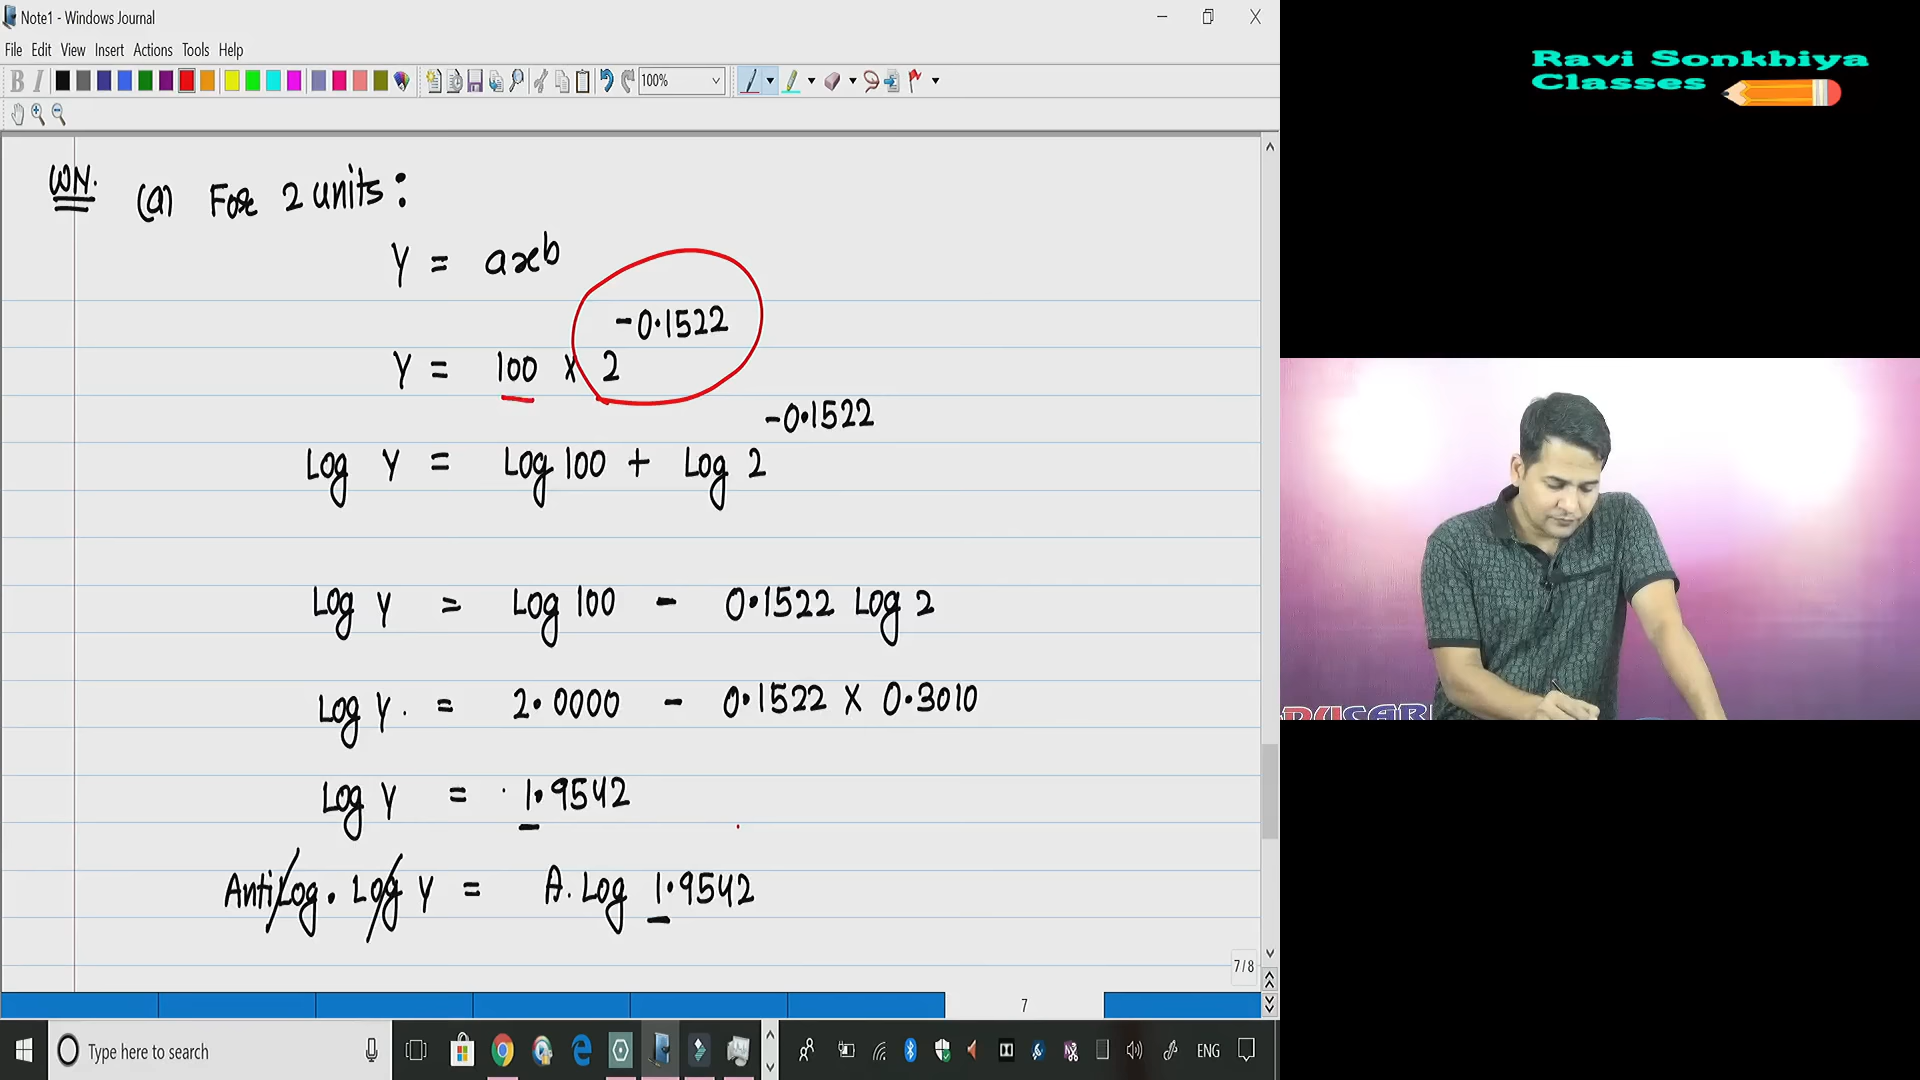 Note1 - Windows Journal
File Edit View Insert Actions Tools Help
B I 100%
Ravi Sonkhiya
Classes
WN. (a) For 2 units:
Y = ax^b
Y = 100 x 2^-0.1522
Log Y = Log 100 + Log 2^-0.1522
Log Y = Log 100 - 0.1522 Log 2
Log Y. = 2.0000 - 0.1522 X 0.3010
Log Y = 1.9542
AntiLog. Log Y = A. Log 1.9542
7/8
7
Type here to search
ENG